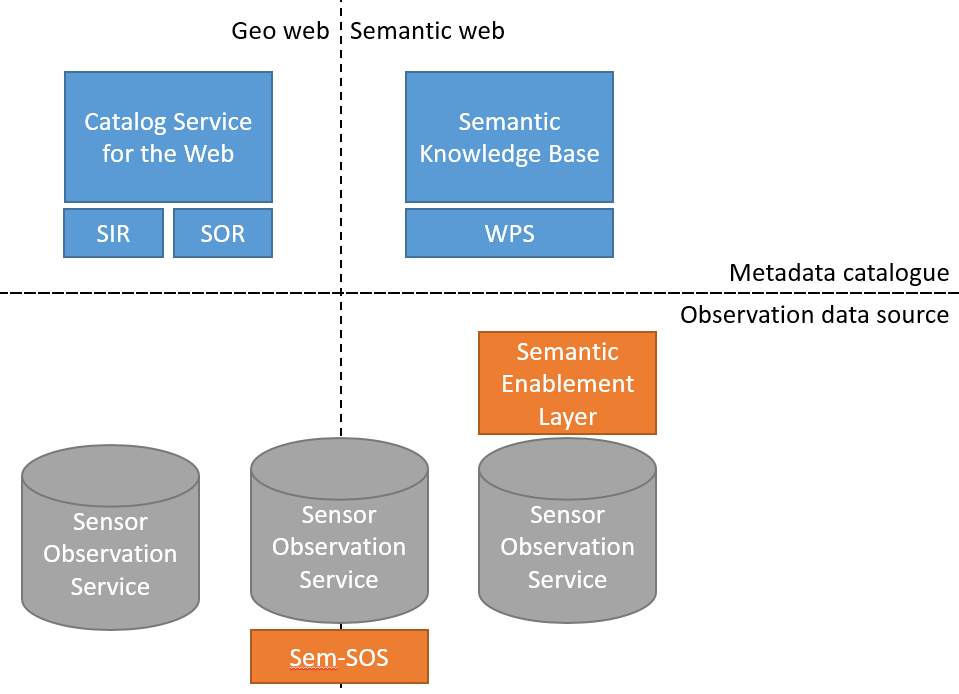 Geo web
Semantic web
Catalog Service
for the Web
Semantic
Knowledge Base
SIR
SOR
WPS
Metadata catalogue
Observation data source
Semantic
Enablement
Layer
Sensor
Observation
Service
Sensor
Observation
Service
Sensor
Observation
Service
Sem-SOS